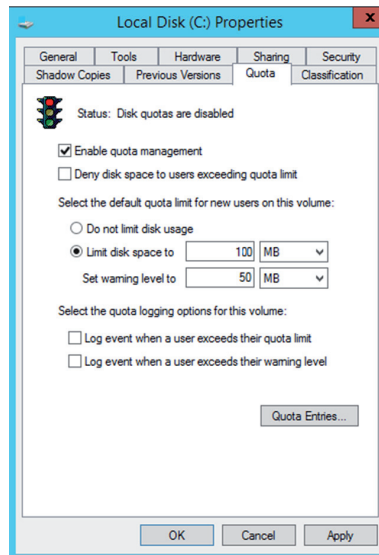 Local Disk (C:) Properties
x
General Tools Hardware Sharing Security
Shadow Copies Previous Versions Quota Classification
Status: Disk quotas are disabled
Enable quota management
Deny disk space to users exceeding quota limit
Select the default quota limit for new users on this volume:
Do not limit disk usage
Limit disk space to 100 MB
Set warning level to 50 MB
Select the quota logging options for this volume:
Log event when a user exceeds their quota limit
Log event when a user exceeds their warning level
Quota Entries...
OK Cancel Apply